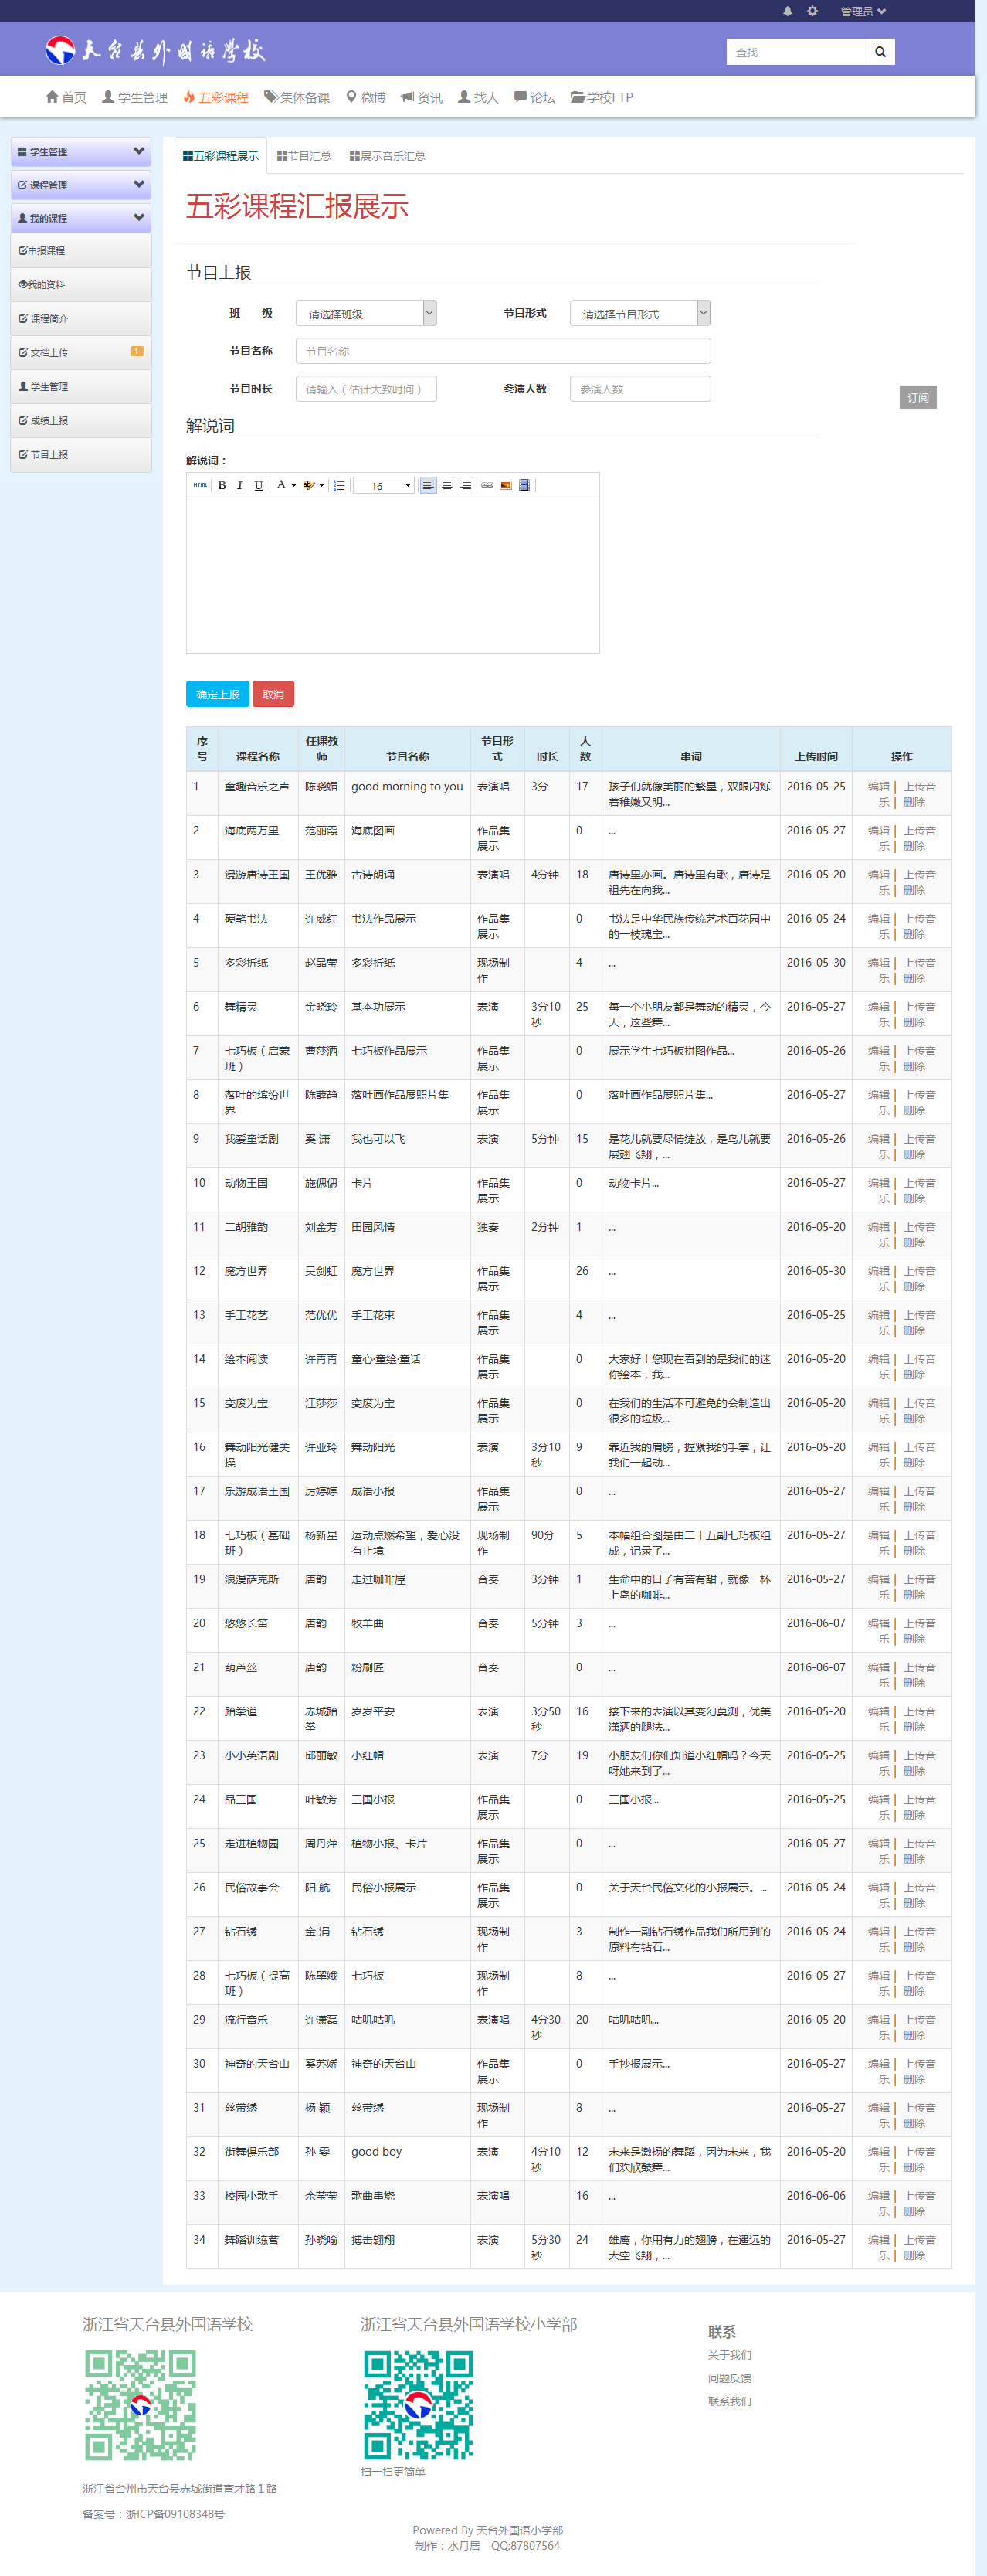 管理员
天台县外国语学校
查找
首页 学生管理 五彩课程 集体备课 微博 资讯 找人 论坛 学校FTP
学生管理
课程管理
我的课程
申报课程
我的资料
课程简介
文档上传 1
学生管理
成绩上报
节目上报
五彩课程展示 节目汇总 展示音乐汇总
五彩课程汇报展示
节目上报
班 级 请选择班级 节目形式 请选择节目形式
节目名称 节目名称
节目时长 请输入（估计大致时间） 参演人数 参演人数
订阅
解说词
解说词：
HTML B I U A 16
确定上报 取消
序号 课程名称 任课教师 节目名称 节目形式 时长 人数 串词 上传时间 操作
1 童趣音乐之声 陈晓媚 good morning to you 表演唱 3分 17 孩子们就像美丽的繁星，双眼闪烁着稚嫩又明... 2016-05-25 编辑 | 上传音乐 | 删除
2 海底两万里 范丽霞 海底图画 作品集展示 0 ... 2016-05-27 编辑 | 上传音乐 | 删除
3 漫游唐诗王国 王优雅 古诗朗诵 表演唱 4分钟 18 唐诗里亦画。唐诗里有歌，唐诗是祖先在向我... 2016-05-20 编辑 | 上传音乐 | 删除
4 硬笔书法 许威红 书法作品展示 作品集展示 0 书法是中华民族传统艺术百花园中的一枝瑰宝... 2016-05-24 编辑 | 上传音乐 | 删除
5 多彩折纸 赵晶莹 多彩折纸 现场制作 4 ... 2016-05-30 编辑 | 上传音乐 | 删除
6 舞精灵 金晓玲 基本功展示 表演 3分10秒 25 每一个小朋友都是舞动的精灵，今天，这些舞... 2016-05-27 编辑 | 上传音乐 | 删除
7 七巧板（启蒙班） 曹莎洒 七巧板作品展示 作品集展示 0 展示学生七巧板拼图作品... 2016-05-26 编辑 | 上传音乐 | 删除
8 落叶的缤纷世界 陈薛静 落叶画作品展照片集 作品集展示 0 落叶画作品展照片集... 2016-05-27 编辑 | 上传音乐 | 删除
9 我爱童话剧 奚 潇 我也可以飞 表演 5分钟 15 是花儿就要尽情绽放，是鸟儿就要展翅飞翔，... 2016-05-26 编辑 | 上传音乐 | 删除
10 动物王国 施偲偲 卡片 作品集展示 0 动物卡片... 2016-05-27 编辑 | 上传音乐 | 删除
11 二胡雅韵 刘金芳 田园风情 独奏 2分钟 1 ... 2016-05-20 编辑 | 上传音乐 | 删除
12 魔方世界 吴剑虹 魔方世界 作品集展示 26 ... 2016-05-30 编辑 | 上传音乐 | 删除
13 手工花艺 范优优 手工花束 作品集展示 4 ... 2016-05-25 编辑 | 上传音乐 | 删除
14 绘本阅读 许青青 童心·童绘·童话 作品集展示 0 大家好！您现在看到的是我们的迷你绘本，我... 2016-05-20 编辑 | 上传音乐 | 删除
15 变废为宝 江莎莎 变废为宝 作品集展示 0 在我们的生活不可避免的会制造出很多的垃圾... 2016-05-20 编辑 | 上传音乐 | 删除
16 舞动阳光健美操 许亚玲 舞动阳光 表演 3分10秒 9 靠近我的肩膀，握紧我的手掌，让我们一起动... 2016-05-20 编辑 | 上传音乐 | 删除
17 乐游成语王国 厉婷婷 成语小报 作品集展示 0 ... 2016-05-27 编辑 | 上传音乐 | 删除
18 七巧板（基础班） 杨新星 运动点燃希望，爱心没有止境 现场制作 90分 5 本幅组合图是由二十五副七巧板组成，记录了... 2016-05-27 编辑 | 上传音乐 | 删除
19 浪漫萨克斯 唐韵 走过咖啡屋 合奏 3分钟 1 生命中的日子有苦有甜，就像一杯上岛的咖啡... 2016-05-27 编辑 | 上传音乐 | 删除
20 悠悠长笛 唐韵 牧羊曲 合奏 5分钟 3 ... 2016-06-07 编辑 | 上传音乐 | 删除
21 葫芦丝 唐韵 粉刷匠 合奏 0 ... 2016-06-07 编辑 | 上传音乐 | 删除
22 跆拳道 赤城跆拳 岁岁平安 表演 3分50秒 16 接下来的表演以其变幻莫测，优美潇洒的腿法... 2016-05-20 编辑 | 上传音乐 | 删除
23 小小英语剧 邱丽敏 小红帽 表演 7分 19 小朋友们你们知道小红帽吗？今天呀她来到了... 2016-05-25 编辑 | 上传音乐 | 删除
24 品三国 叶敏芳 三国小报 作品集展示 0 三国小报... 2016-05-25 编辑 | 上传音乐 | 删除
25 走进植物园 周丹萍 植物小报、卡片 作品集展示 0 ... 2016-05-27 编辑 | 上传音乐 | 删除
26 民俗故事会 阳 航 民俗小报展示 作品集展示 0 关于天台民俗文化的小报展示。... 2016-05-24 编辑 | 上传音乐 | 删除
27 钻石绣 金 涓 钻石绣 现场制作 3 制作一副钻石绣作品我们所用到的原料有钻石... 2016-05-24 编辑 | 上传音乐 | 删除
28 七巧板（提高班） 陈翠娥 七巧板 现场制作 8 ... 2016-05-27 编辑 | 上传音乐 | 删除
29 流行音乐 许潇磊 咕叽咕叽 表演唱 4分30秒 20 咕叽咕叽... 2016-05-20 编辑 | 上传音乐 | 删除
30 神奇的天台山 奚苏娇 神奇的天台山 作品集展示 0 手抄报展示... 2016-05-27 编辑 | 上传音乐 | 删除
31 丝带绣 杨 颖 丝带绣 现场制作 8 ... 2016-05-27 编辑 | 上传音乐 | 删除
32 街舞俱乐部 孙 雯 good boy 表演 4分10秒 12 未来是激扬的舞蹈，因为未来，我们欢欣鼓舞... 2016-05-20 编辑 | 上传音乐 | 删除
33 校园小歌手 余莹莹 歌曲串烧 表演唱 16 ... 2016-06-06 编辑 | 上传音乐 | 删除
34 舞蹈训练营 孙晓喻 搏击翱翔 表演 5分30秒 24 雄鹰，你用有力的翅膀，在遥远的天空飞翔，... 2016-05-27 编辑 | 上传音乐 | 删除
浙江省天台县外国语学校
浙江省天台县外国语学校小学部
扫一扫更简单
联系
关于我们
问题反馈
联系我们
浙江省台州市天台县赤城街道育才路１路
备案号：浙ICP备09108348号
Powered By 天台外国语小学部
制作：水月居 QQ:87807564